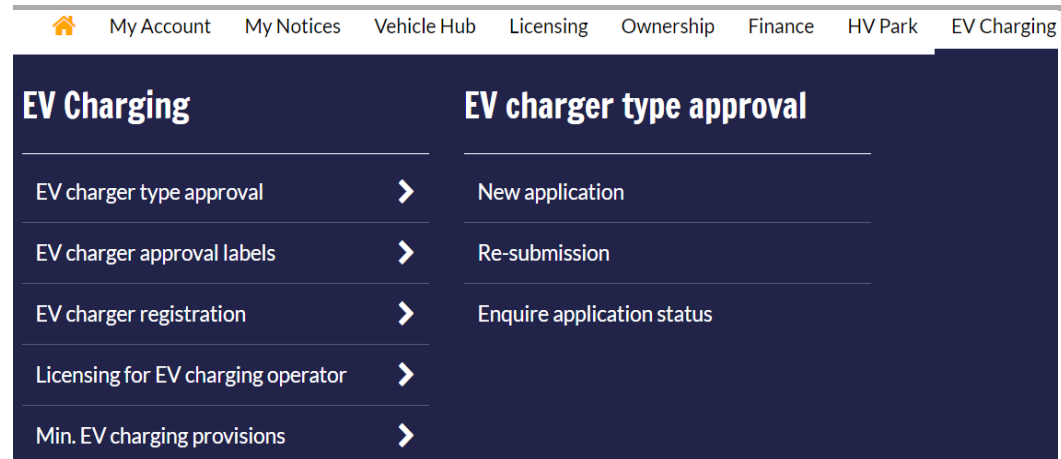 My Account My Notices Vehicle Hub Licensing Ownership Finance HV Park EV Charging
EV Charging
EV charger type approval
EV charger approval labels
EV charger registration
Licensing for EV charging operator
Min. EV charging provisions
EV charger type approval
New application
Re-submission
Enquire application status